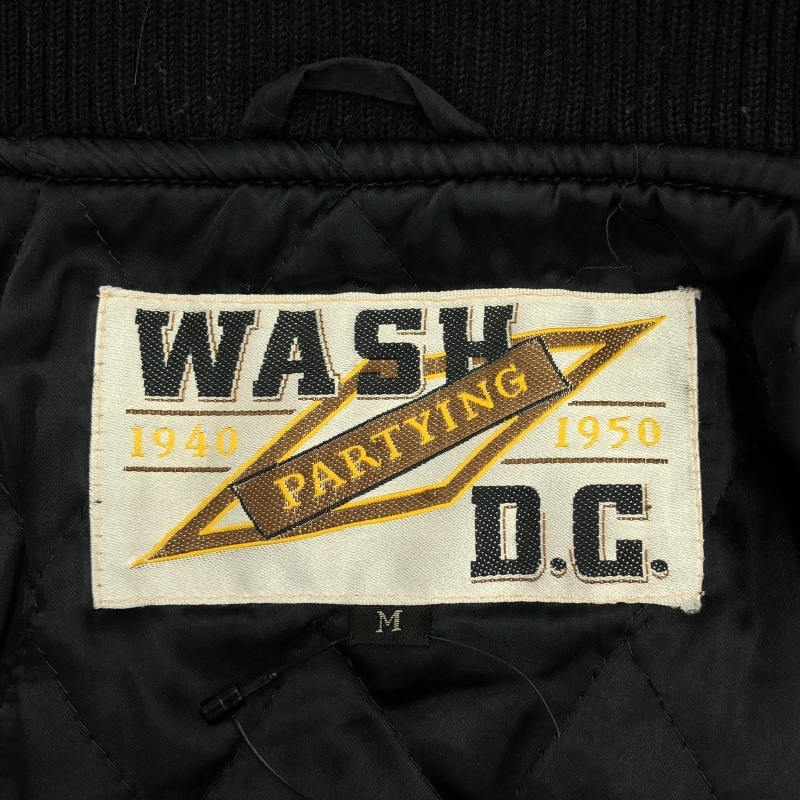 WASH
PARTYING
1940
1950
D.C.
M